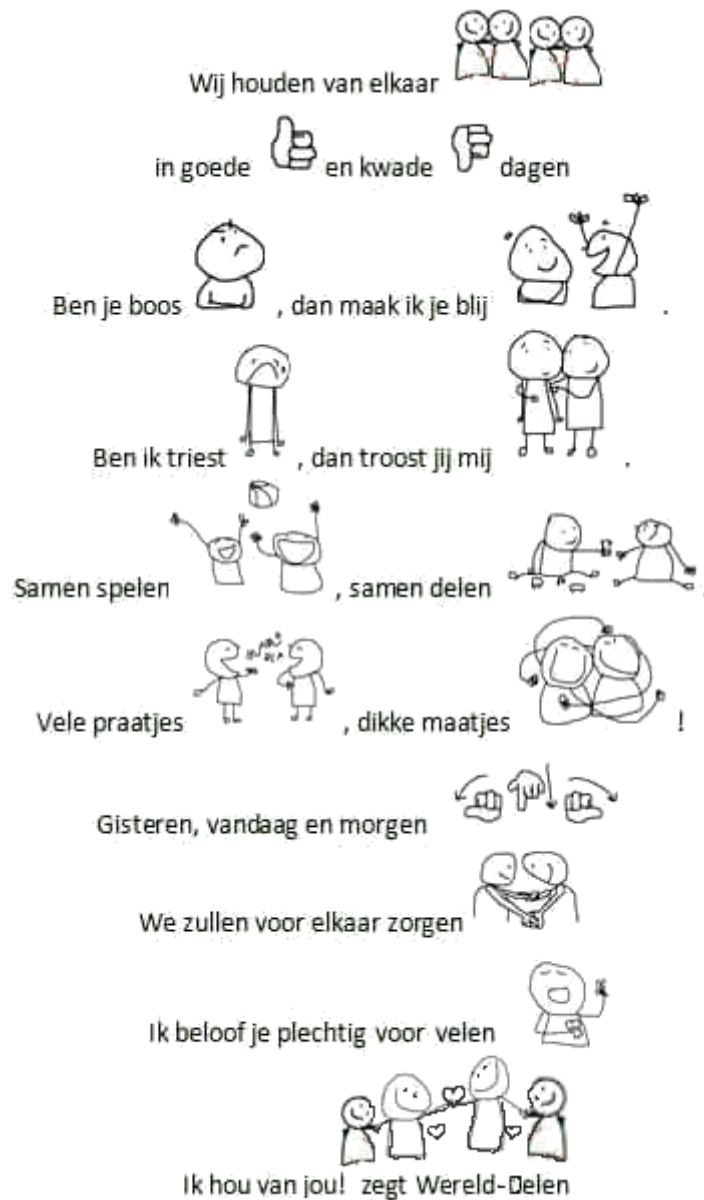 Wij houden van elkaar
in goede en kwade dagen
Ben je boos , dan maak ik je blij .
Ben ik triest , dan troost jij mij .
Samen spelen , samen delen .
Vele praatjes , dikke maatjes !
Gisteren, vandaag en morgen
We zullen voor elkaar zorgen
Ik beloof je plechtig voor velen
Ik hou van jou! zegt Wereld-Delen